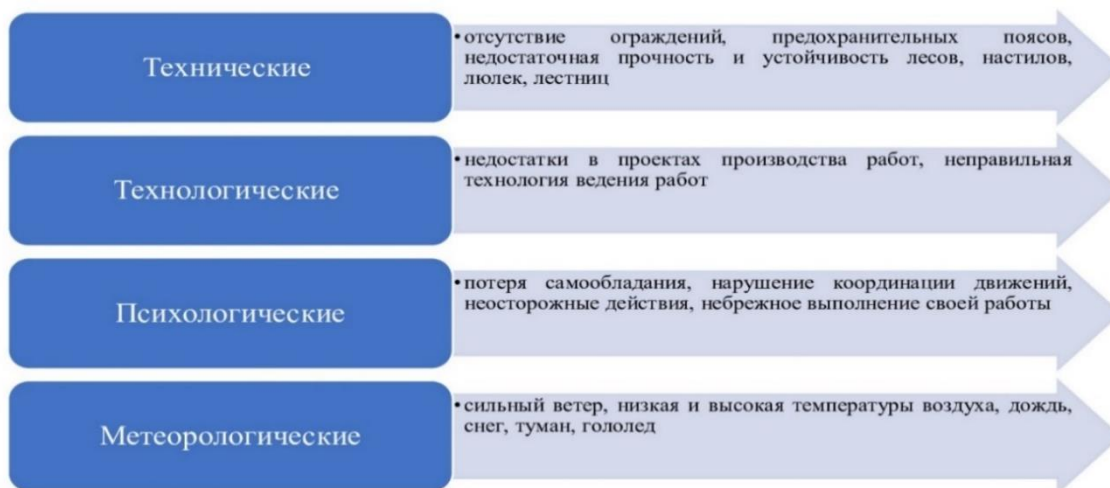 Технические
•отсутствие ограждений, предохранительных поясов,
недостаточная прочность и устойчивость лесов, настилов,
люлек, лестниц
Технологические
•недостатки в проектах производства работ, неправильная
технология ведения работ
Психологические
•потеря самообладания, нарушение координации движений,
неосторожные действия, небрежное выполнение своей работы
Метеорологические
•сильный ветер, низкая и высокая температуры воздуха, дождь,
снег, туман, гололед